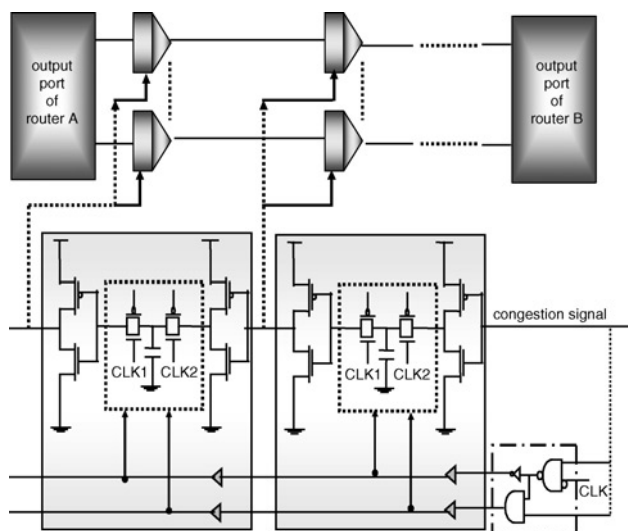 output
port
of
router A
output
port
of
router B
congestion signal
CLK1 CLK2
CLK1 CLK2
CLK